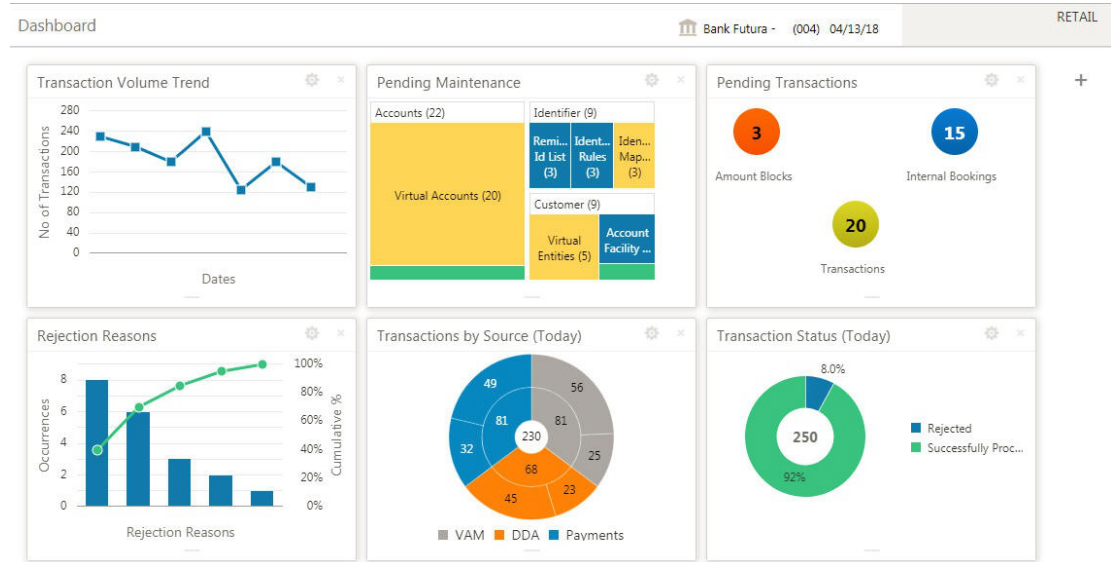 Dashboard
Bank Futura - (004) 04/13/18
RETAIL
Transaction Volume Trend
280
240
200
160
120
80
40
0
No of Transactions
Dates
Pending Maintenance
Accounts (22)
Virtual Accounts (20)
Identifier (9)
Remi...
Id List
(3)
Ident...
Rules
(3)
Iden...
Map...
(3)
Customer (9)
Virtual
Entities (5)
Account
Facility ...
Pending Transactions
3
Amount Blocks
15
Internal Bookings
20
Transactions
+
Rejection Reasons
8
6
4
2
0
Occurrences
100%
80%
60%
40%
20%
0%
Cumulative %
Rejection Reasons
Transactions by Source (Today)
49
56
81
81
230
32
25
68
45
23
VAM
DDA
Payments
Transaction Status (Today)
8.0%
250
92%
Rejected
Successfully Proc...